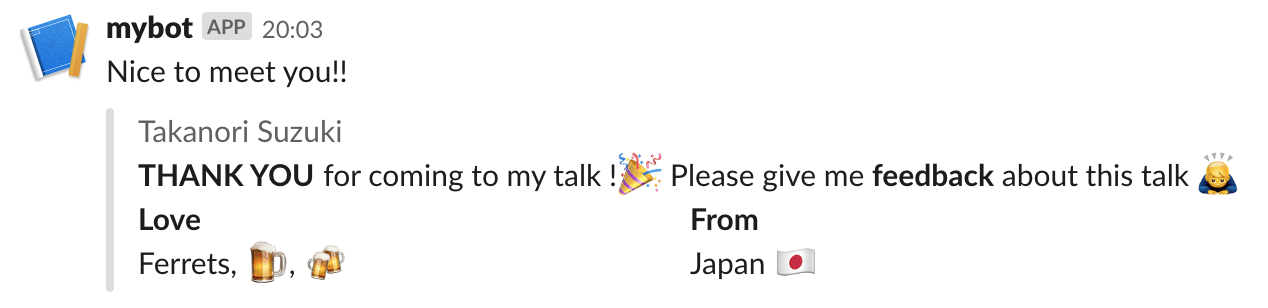 mybot APP 20:03
Nice to meet you!!
Takanori Suzuki
THANK YOU for coming to my talk !🎉 Please give me feedback about this talk 🙇
Love From
Ferrets, 🍺, 🍻 Japan 🇯🇵